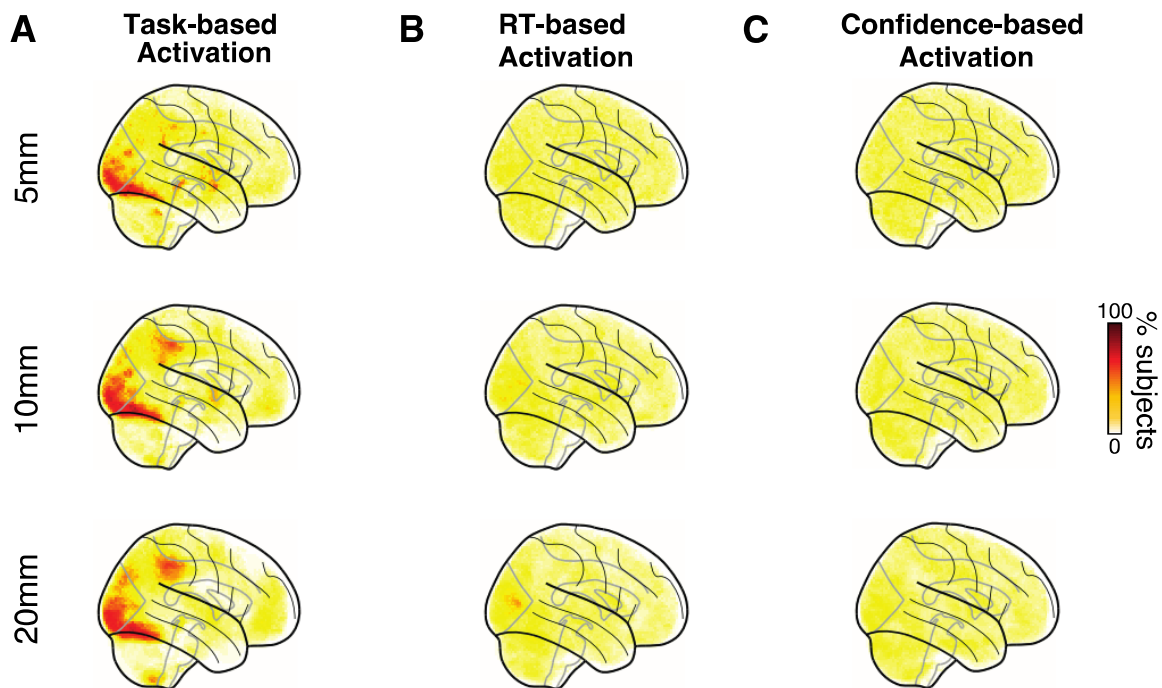 A
Task-based
Activation
B
RT-based
Activation
C
Confidence-based
Activation
5mm
10mm
20mm
100
0
% subjects